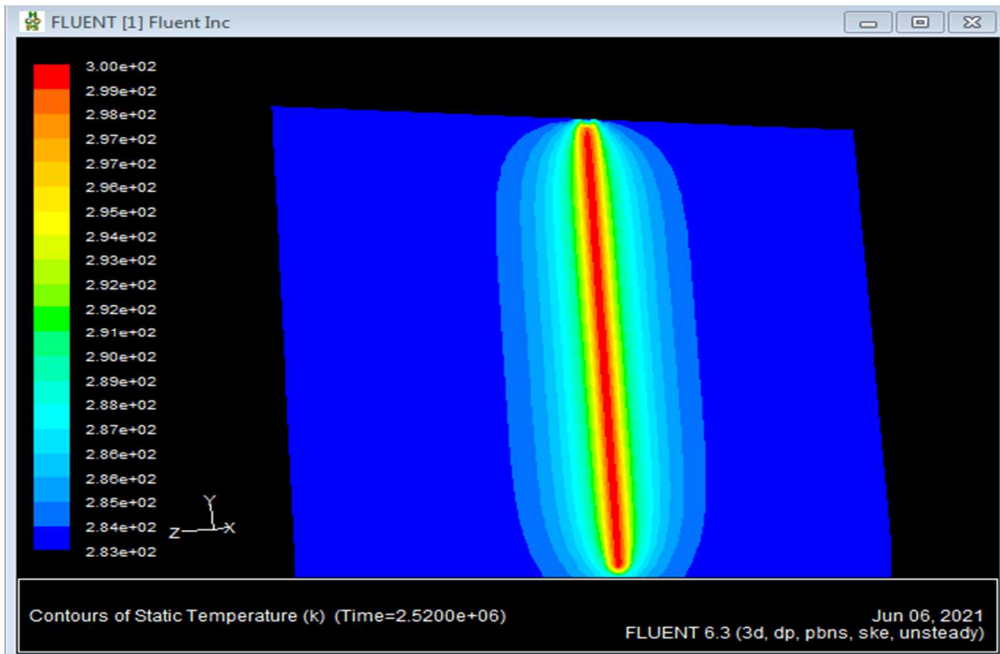 FLUENT [1] Fluent Inc
3.00e+02
2.99e+02
2.98e+02
2.97e+02
2.96e+02
2.95e+02
2.94e+02
2.93e+02
2.92e+02
2.92e+02
2.91e+02
2.90e+02
2.89e+02
2.88e+02
2.87e+02
2.86e+02
2.86e+02
2.85e+02
2.84e+02
2.83e+02
Y
Z X
Contours of Static Temperature (k) (Time=2.5200e+06)
Jun 06, 2021
FLUENT 6.3 (3d, dp, pbns, ske, unsteady)